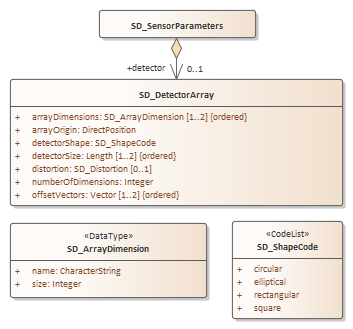 SD_SensorParameters
+detector
0..1
SD_DetectorArray
+ arrayDimensions: SD_ArrayDimension [1..2] {ordered}
+ arrayOrigin: DirectPosition
+ detectorShape: SD_ShapeCode
+ detectorSize: Length [1..2] {ordered}
+ distortion: SD_Distortion [0..1]
+ numberOfDimensions: Integer
+ offsetVectors: Vector [1..2] {ordered}
«DataType»
SD_ArrayDimension
+ name: CharacterString
+ size: Integer
«CodeList»
SD_ShapeCode
+ circular
+ elliptical
+ rectangular
+ square